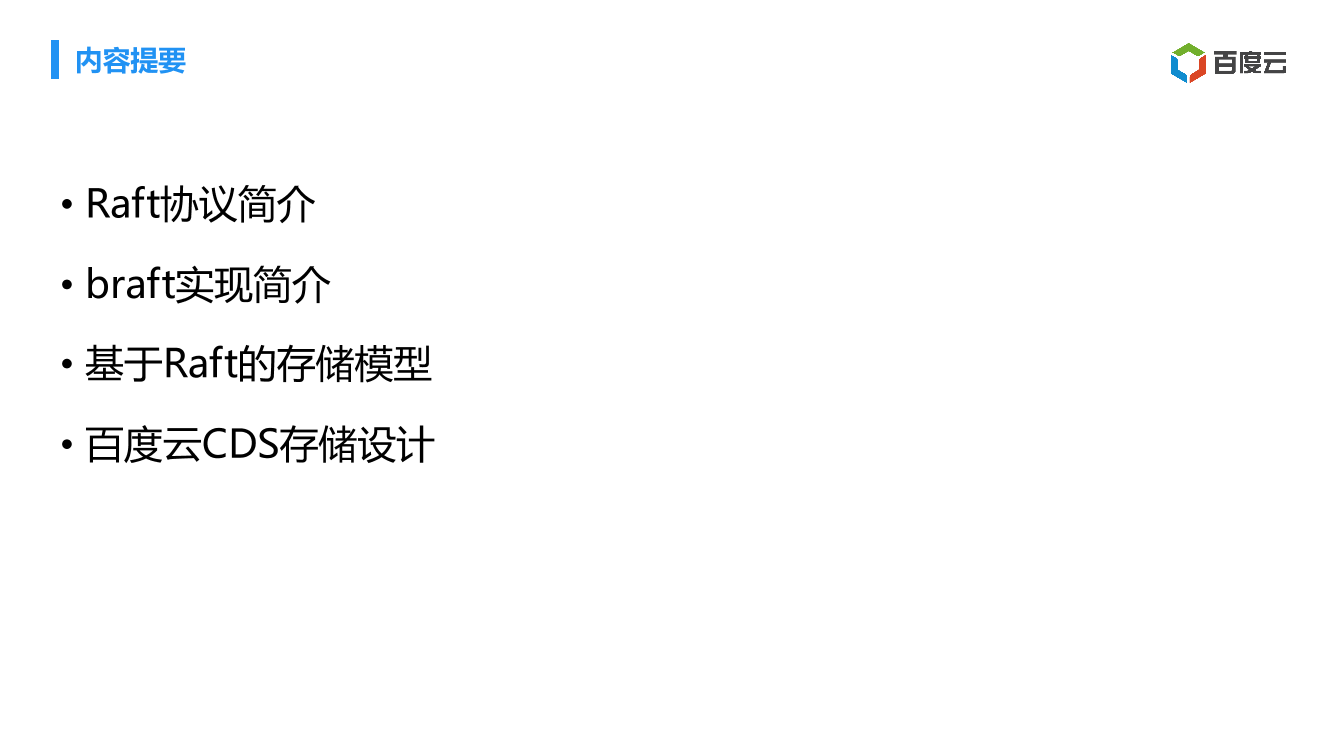 内容提要
百度云
• Raft协议简介
• braft实现简介
• 基于Raft的存储模型
• 百度云CDS存储设计